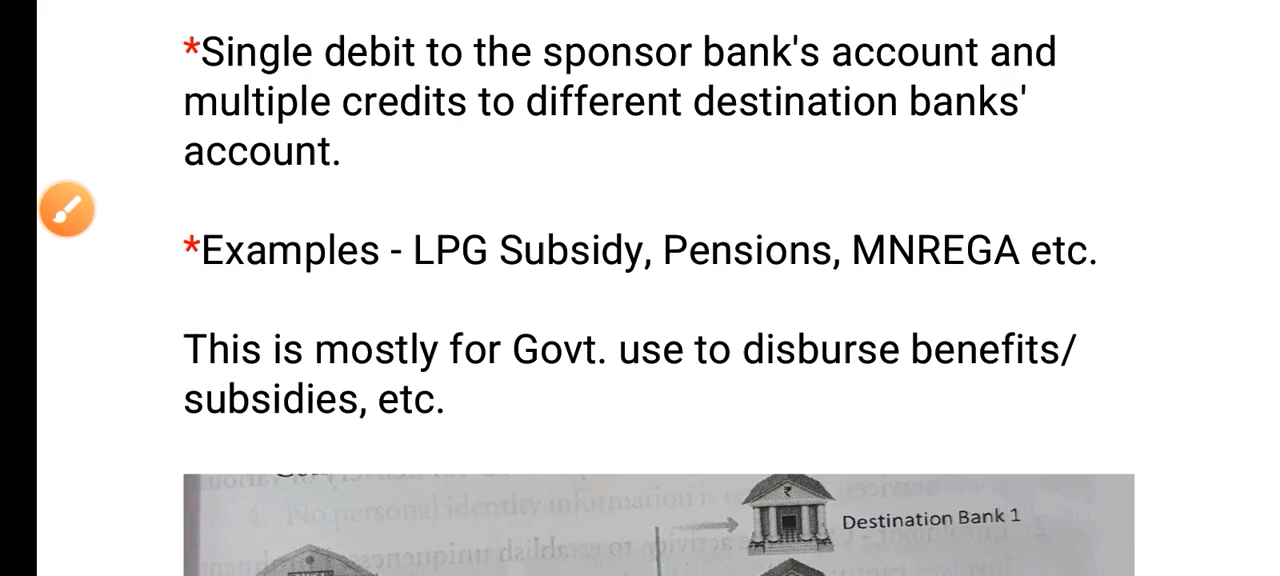 *Single debit to the sponsor bank's account and
multiple credits to different destination banks'
account.
*Examples - LPG Subsidy, Pensions, MNREGA etc.
This is mostly for Govt. use to disburse benefits/
subsidies, etc.
4. No personal identity information is
₹
Destination Bank 1